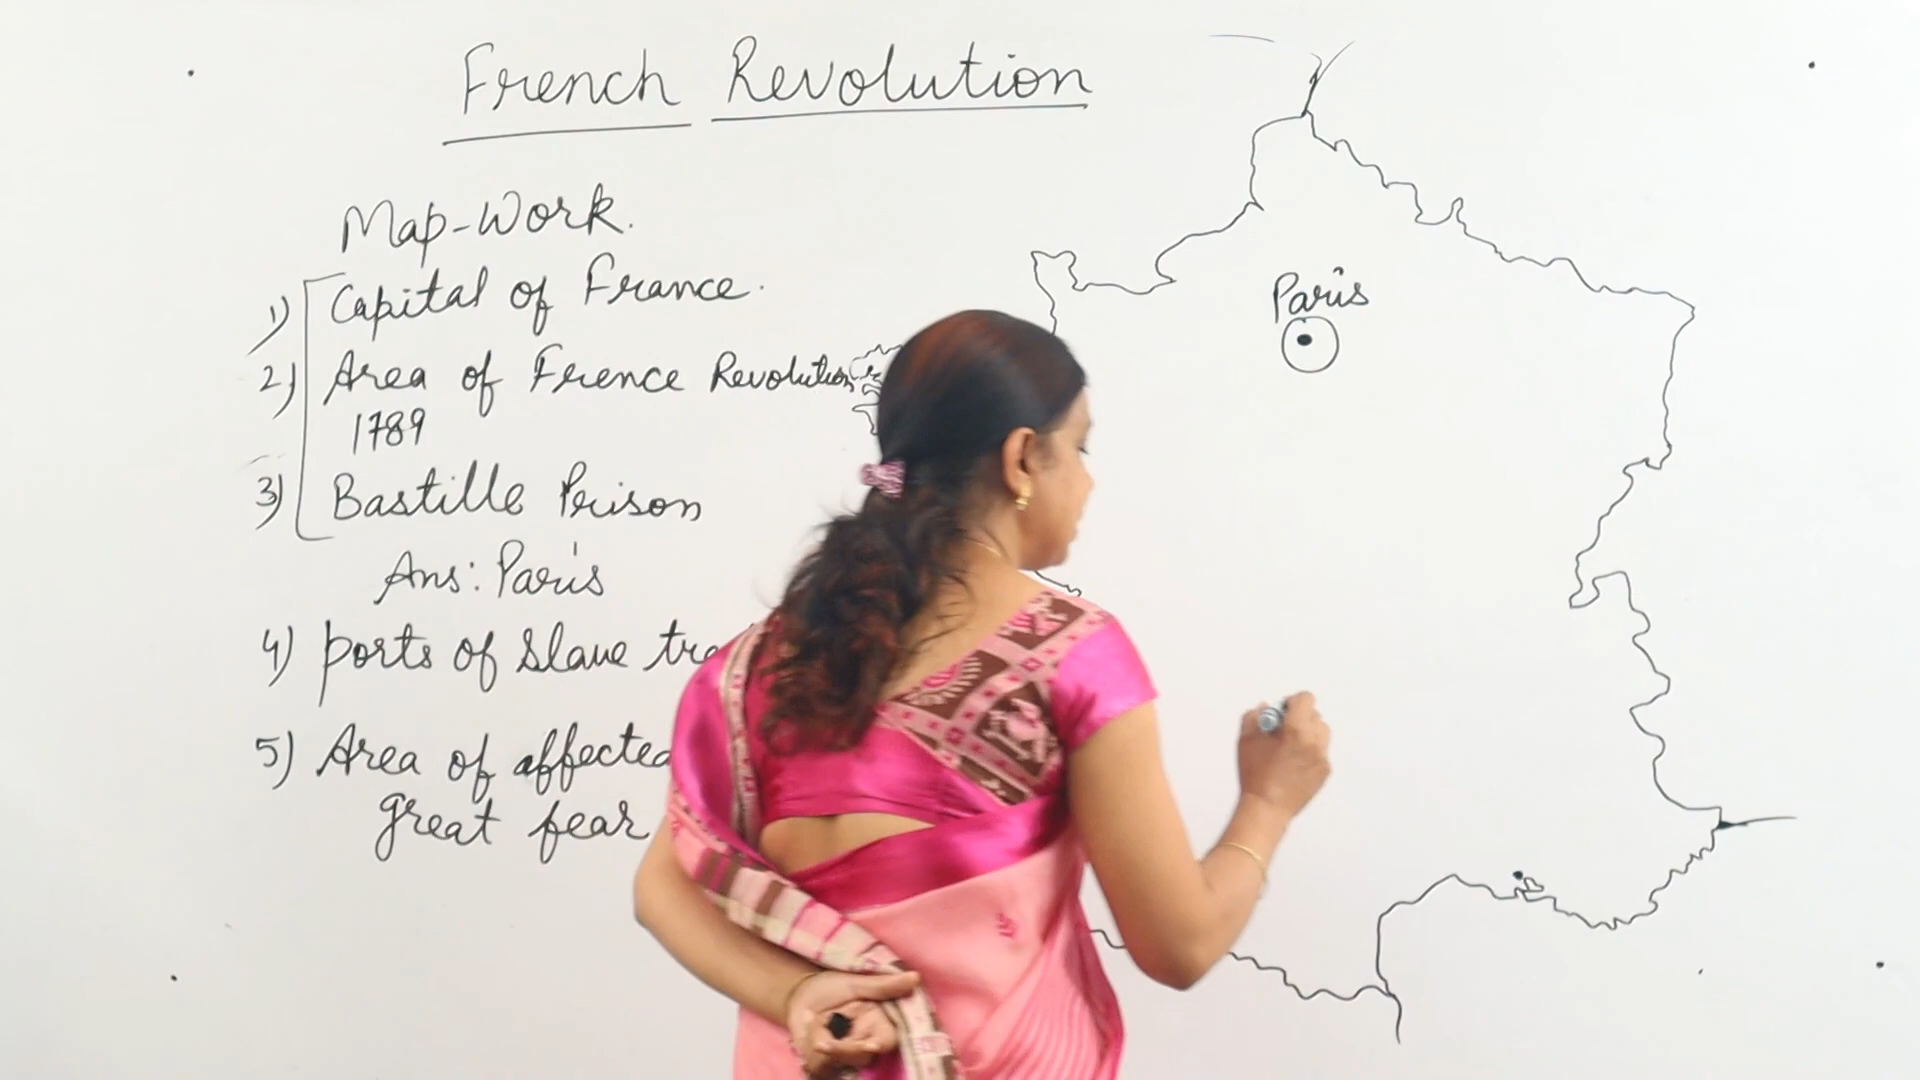 French Revolution
Map-Work.
1) Capital of France.
2) Area of Frence Revolution
1789
3) Bastille Prison
Ans: Paris
4) Ports of Slave
5) Area of affected
great fear
Paris